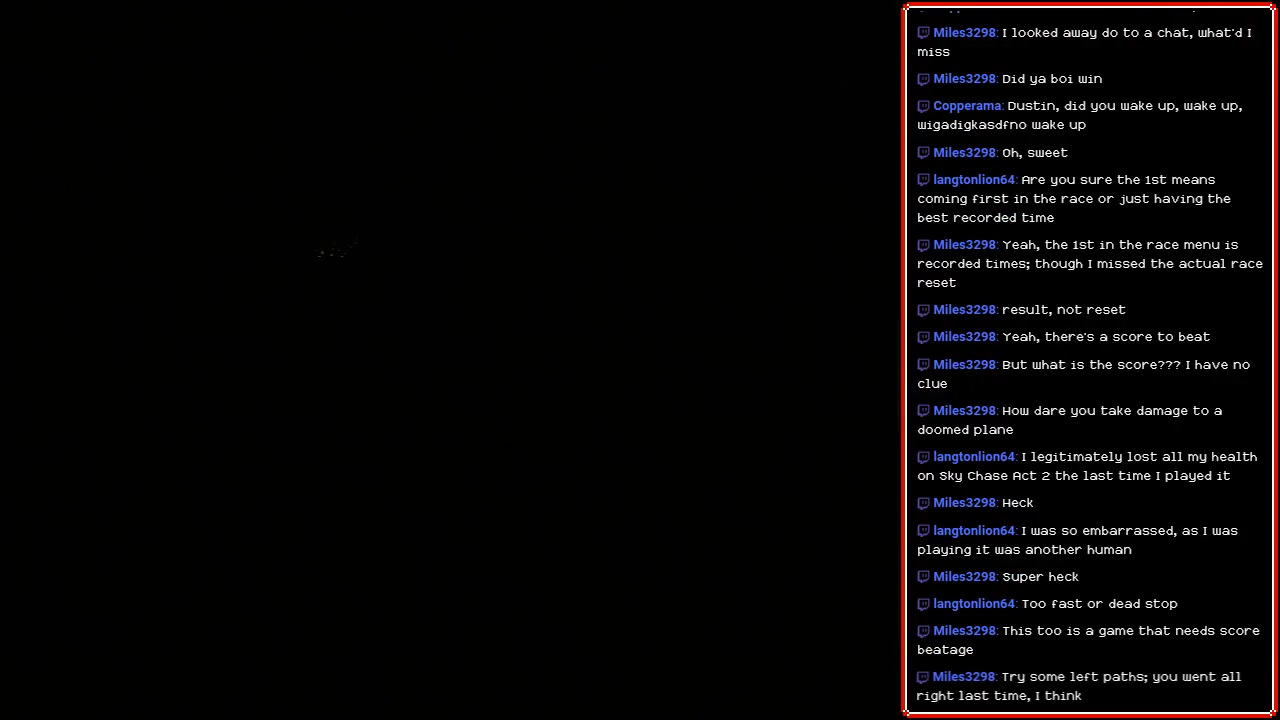 Miles3298: I looked away do to a chat, what'd I
miss
Miles3298: Did ya boi win
Copperama: Dustin, did you wake up, wake up,
wigadigkasdfno wake up
Miles3298: Oh, sweet
langtonlion64: Are you sure the 1st means
coming first in the race or just having the
best recorded time
Miles3298: Yeah, the 1st in the race menu is
recorded times; though I missed the actual race
reset
Miles3298: result, not reset
Miles3298: Yeah, there's a score to beat
Miles3298: But what is the score??? I have no
clue
Miles3298: How dare you take damage to a
doomed plane
langtonlion64: I legitimately lost all my health
on Sky Chase Act 2 the last time I played it
Miles3298: Heck
langtonlion64: I was so embarrassed, as I was
playing it was another human
Miles3298: Super heck
langtonlion64: Too fast or dead stop
Miles3298: This too is a game that needs score
beatage
Miles3298: Try some left paths; you went all
right last time, I think